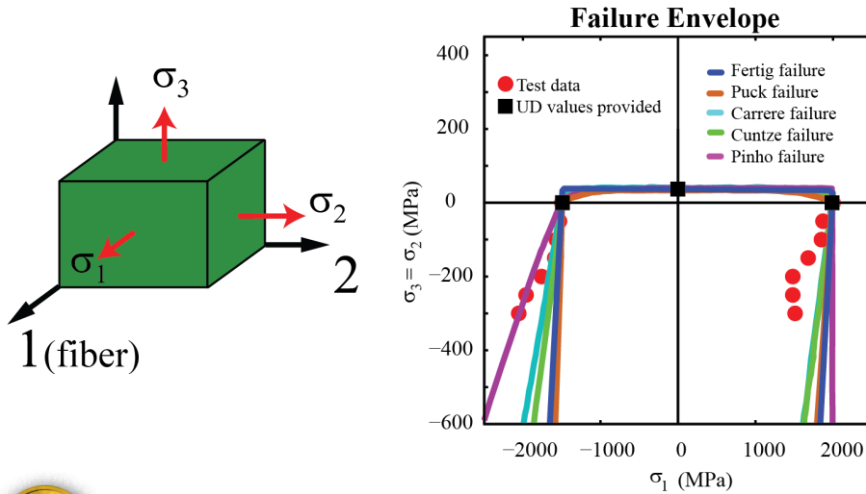 σ3
σ2
σ1
2
1(fiber)
Failure Envelope
400
200
0
−200
−400
−600
σ3 = σ2 (MPa)
Test data
UD values provided
Fertig failure
Puck failure
Carrere failure
Cuntze failure
Pinho failure
−2000 −1000 0 1000 2000
σ1 (MPa)